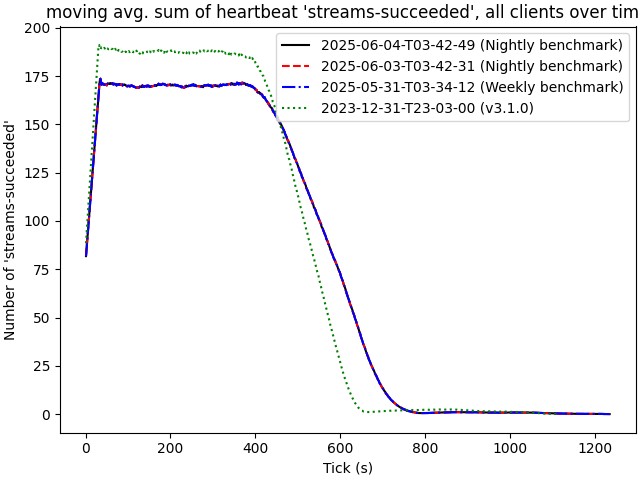 moving avg. sum of heartbeat 'streams-succeeded', all clients over tim
200
175
150
125
100
75
50
25
0
Number of 'streams-succeeded'
2025-06-04-T03-42-49 (Nightly benchmark)
2025-06-03-T03-42-31 (Nightly benchmark)
2025-05-31-T03-34-12 (Weekly benchmark)
2023-12-31-T23-03-00 (v3.1.0)
0 200 400 600 800 1000 1200
Tick (s)